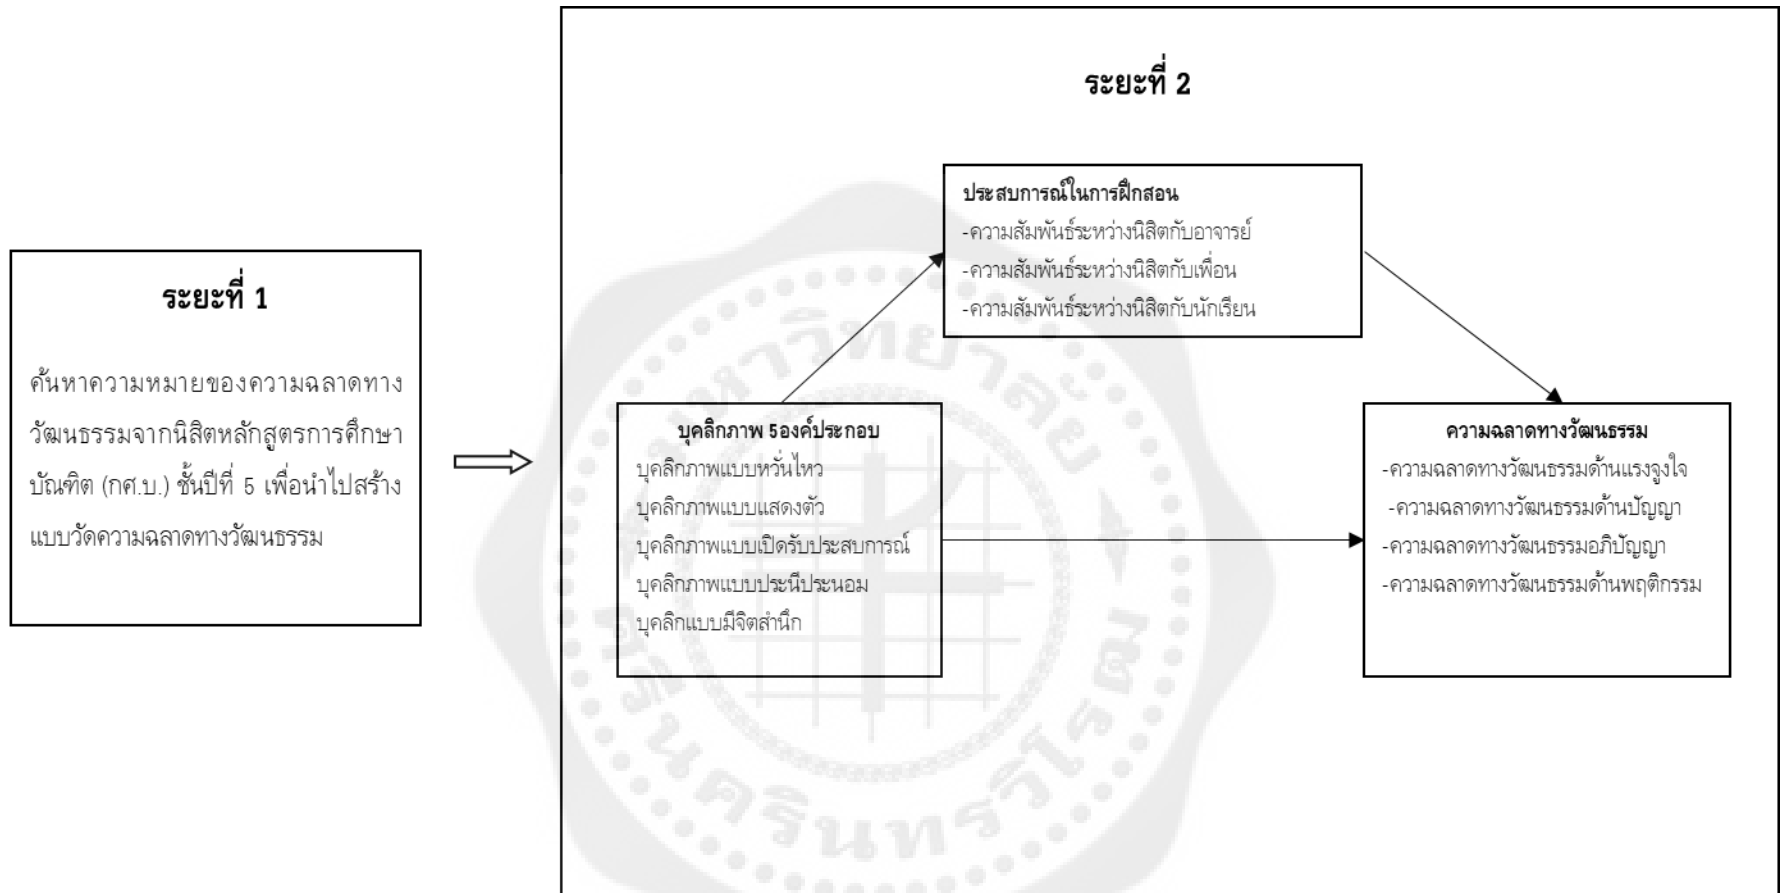 ระยะที่ 1
ค้นหาความหมายของความฉลาดทาง
วัฒนธรรมจากนิสิตหลักสูตรการศึกษา
บัณฑิต (กศ.บ.) ชั้นปีที่ 5 เพื่อนำไปสร้าง
แบบวัดความฉลาดทางวัฒนธรรม
ระยะที่ 2
ประสบการณ์ในการฝึกสอน
-ความสัมพันธ์ระหว่างนิสิตกับอาจารย์
-ความสัมพันธ์ระหว่างนิสิตกับเพื่อน
-ความสัมพันธ์ระหว่างนิสิตกับนักเรียน
บุคลิกภาพ 5องค์ประกอบ
บุคลิกภาพแบบหวั่นไหว
บุคลิกภาพแบบแสดงตัว
บุคลิกภาพแบบเปิดรับประสบการณ์
บุคลิกภาพแบบประนีประนอม
บุคลิกแบบมีจิตสำนึก
ความฉลาดทางวัฒนธรรม
-ความฉลาดทางวัฒนธรรมด้านแรงจูงใจ
-ความฉลาดทางวัฒนธรรมด้านปัญญา
-ความฉลาดทางวัฒนธรรมอภิปัญญา
-ความฉลาดทางวัฒนธรรมด้านพฤติกรรม
มหาวิทยาลัย
ศรีนครินทรวิโรฒ